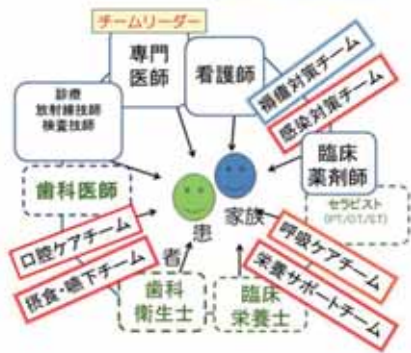 チームリーダー
専門
医師
看護師
褥瘡対策チーム
感染対策チーム
診療
放射線技師
検査技師
臨床
薬剤師
歯科医師
セラピスト
(PT/OT/ST)
患
者
家族
口腔ケアチーム
摂食・嚥下チーム
呼吸ケアチーム
栄養サポートチーム
歯科
衛生士
臨床
栄養士